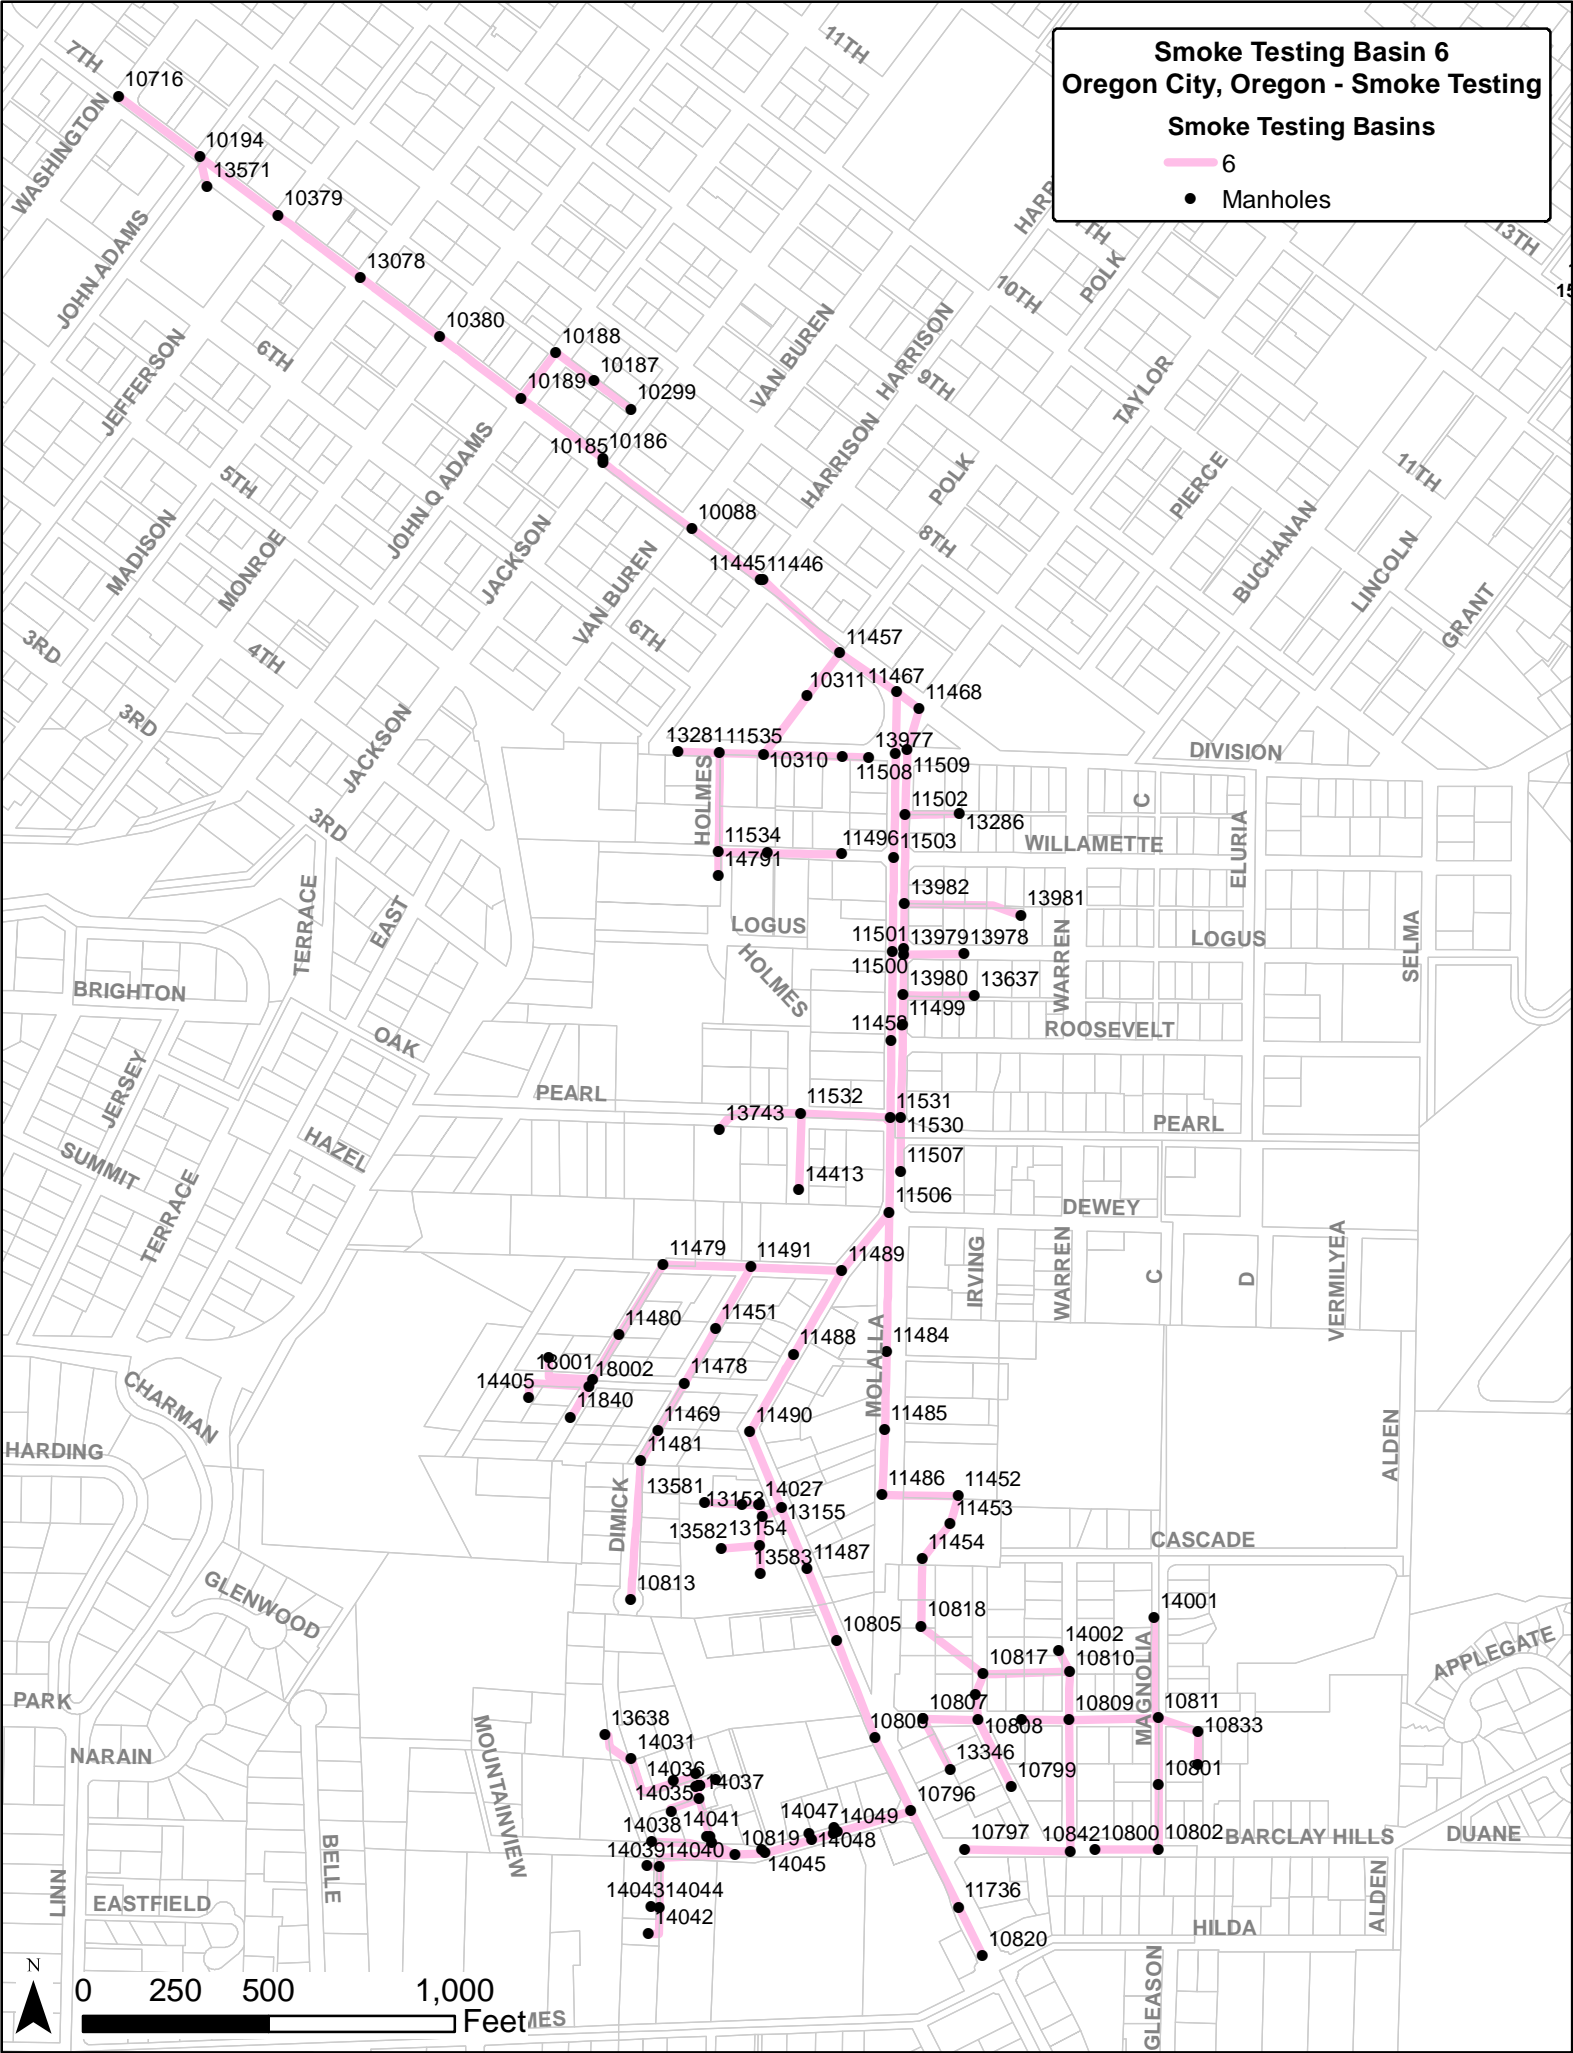 Smoke Testing Basin 6
Oregon City, Oregon - Smoke Testing
Smoke Testing Basins
6
Manholes
7TH
11TH
10716
WASHINGTON
10194
13571
10379
JOHN ADAMS
13078
10TH
POLK
13TH
10380
10188
10187
10189
10299
6TH
JEFFERSON
VAN BUREN
HARRISON
9TH
TAYLOR
10185
10186
5TH
JOHN Q ADAMS
HARRISON
POLK
PIERCE
11TH
10088
MADISON
MONROE
JACKSON
VAN BUREN
8TH
BUCHANAN
LINCOLN
GRANT
11445
11446
3RD
4TH
6TH
11457
10311
11467
11468
3RD
JACKSON
13281
11535
10310
13977
11508
11509
DIVISION
HOLMES
11502
13286
C
3RD
11534
14791
11496
11503
WILLAMETTE
ELURIA
13982
13981
TERRACE
EAST
LOGUS
11501
13979
13978
WARREN
LOGUS
SELMA
HOLMES
11500
BRIGHTON
13980
13637
11499
OAK
ROOSEVELT
JERSEY
PEARL
13743
11532
11531
11530
PEARL
HAZEL
SUMMIT
TERRACE
11507
14413
11506
DEWEY
11479
11491
11489
IRVING
WARREN
C
D
VERMILYEA
11480
11451
11488
11484
MOLALLA
18001
18002
11478
14405
11840
CHARMAN
11469
11490
11485
ALDEN
HARDING
11481
11486
11452
DIMICK
13581
14027
13155
11453
13582
13154
13583
11487
11454
CASCADE
GLENWOOD
10813
10805
10818
14001
14002
10817
10810
MAGNOLIA
APPLEGATE
PARK
10807
10808
10809
10811
10833
13638
NARAIN
MOUNTAINVIEW
14031
14036
14037
14035
13346
10799
10801
10796
14038
14041
14047
14049
14048
10819
14045
14039
14040
10797
10842
10800
10802
BARCLAY HILLS
DUANE
BELLE
LINN
EASTFIELD
14043
14044
14042
11736
ALDEN
HILDA
10820
GLEASON
N
0
250
500
1,000
Feet